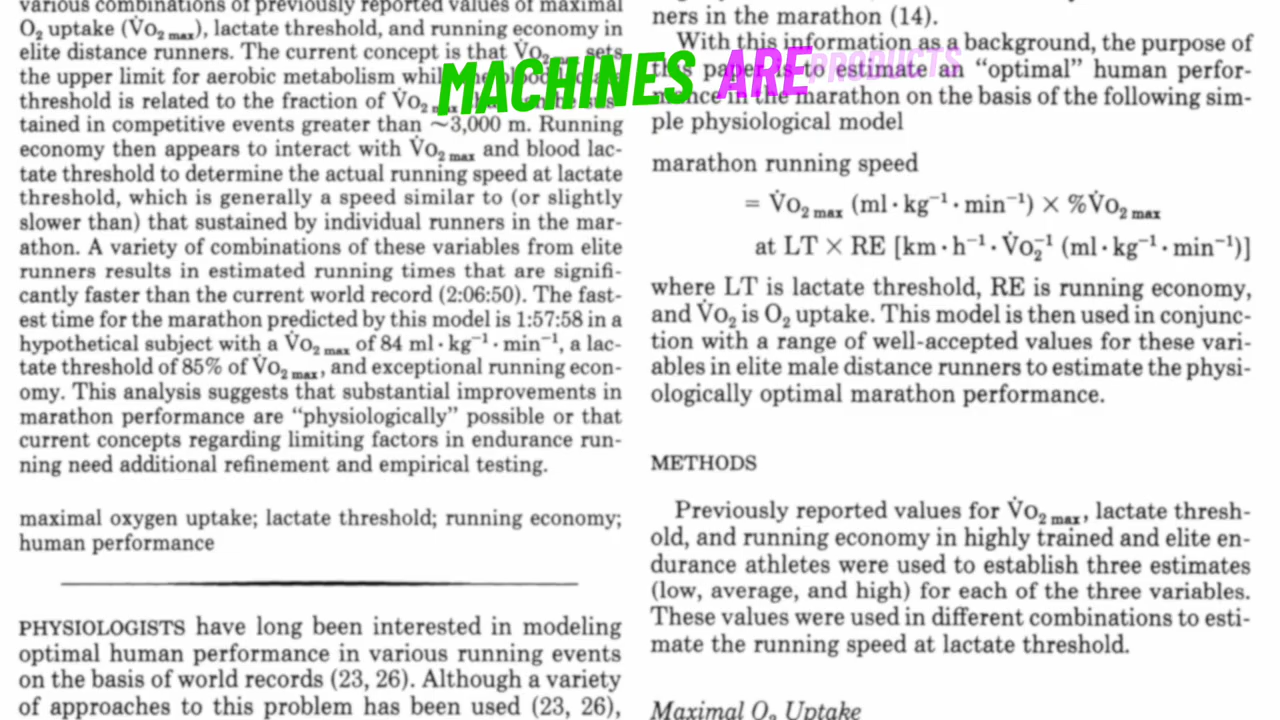 various combinations of previously reported values of maximal
O2 uptake (V̇O2 max), lactate threshold, and running economy in
elite distance runners. The current concept is that V̇O2 max sets
the upper limit for aerobic metabolism while the blood
threshold is related to the fraction of V̇O2 max
tained in competitive events greater than ~3,000 m. Running
economy then appears to interact with V̇O2 max and blood lac-
tate threshold to determine the actual running speed at lactate
threshold, which is generally a speed similar to (or slightly
slower than) that sustained by individual runners in the mar-
athon. A variety of combinations of these variables from elite
runners results in estimated running times that are signifi-
cantly faster than the current world record (2:06:50). The fast-
est time for the marathon predicted by this model is 1:57:58 in a
hypothetical subject with a V̇O2 max of 84 ml·kg⁻¹·min⁻¹, a lac-
tate threshold of 85% of V̇O2 max, and exceptional running econ-
omy. This analysis suggests that substantial improvements in
marathon performance are “physiologically” possible or that
current concepts regarding limiting factors in endurance run-
ning need additional refinement and empirical testing.
maximal oxygen uptake; lactate threshold; running economy;
human performance
PHYSIOLOGISTS have long been interested in modeling
optimal human performance in various running events
on the basis of world records (23, 26). Although a variety
of approaches to this problem has been used (23, 26),
MACHINES ARE PRODUCTS
ners in the marathon (14).
With this information as a background, the purpose of
this paper is to estimate an “optimal” human perfor-
mance in the marathon on the basis of the following sim-
ple physiological model
marathon running speed
= V̇O2 max (ml·kg⁻¹·min⁻¹) × %V̇O2 max
at LT × RE [km·h⁻¹·V̇O2⁻¹ (ml·kg⁻¹·min⁻¹)]
where LT is lactate threshold, RE is running economy,
and V̇O2 is O2 uptake. This model is then used in conjunc-
tion with a range of well-accepted values for these vari-
ables in elite male distance runners to estimate the physi-
ologically optimal marathon performance.
METHODS
Previously reported values for V̇O2 max, lactate thresh-
old, and running economy in highly trained and elite en-
durance athletes were used to establish three estimates
(low, average, and high) for each of the three variables.
These values were used in different combinations to esti-
mate the running speed at lactate threshold.
Maximal O2 Uptake